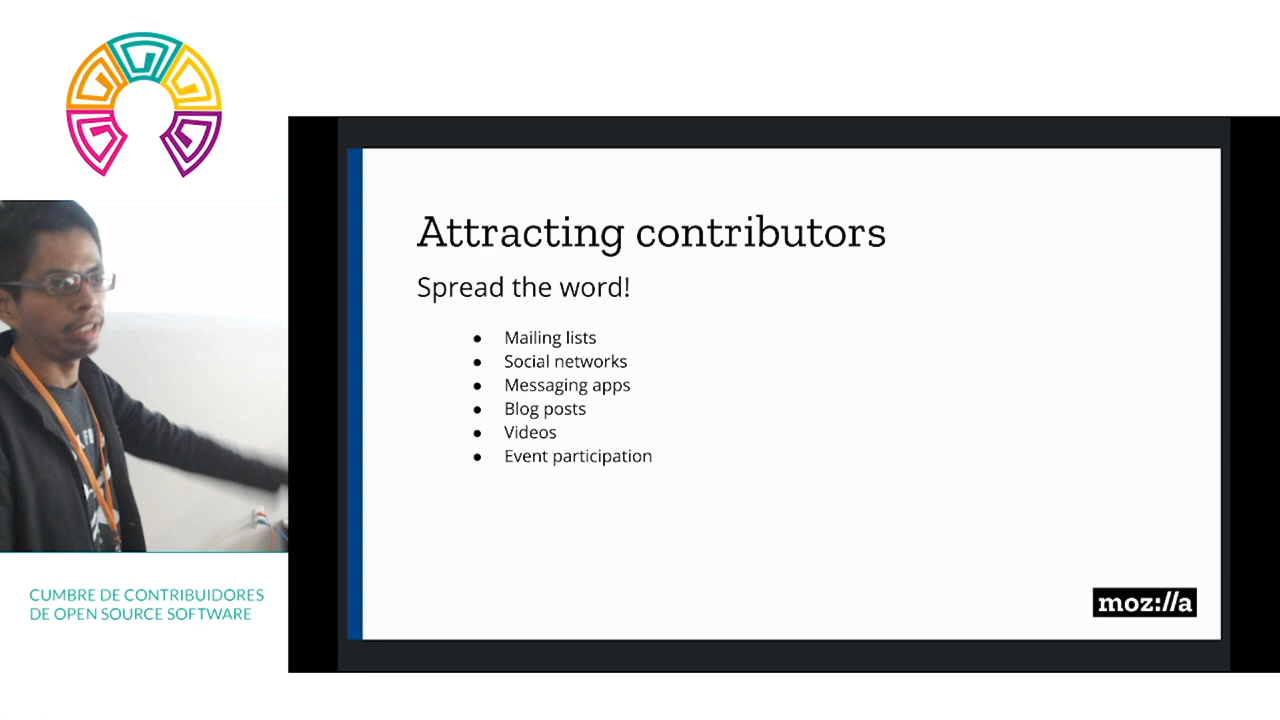 Attracting contributors
Spread the word!
● Mailing lists
● Social networks
● Messaging apps
● Blog posts
● Videos
● Event participation
moz://a
CUMBRE DE CONTRIBUIDORES
DE OPEN SOURCE SOFTWARE